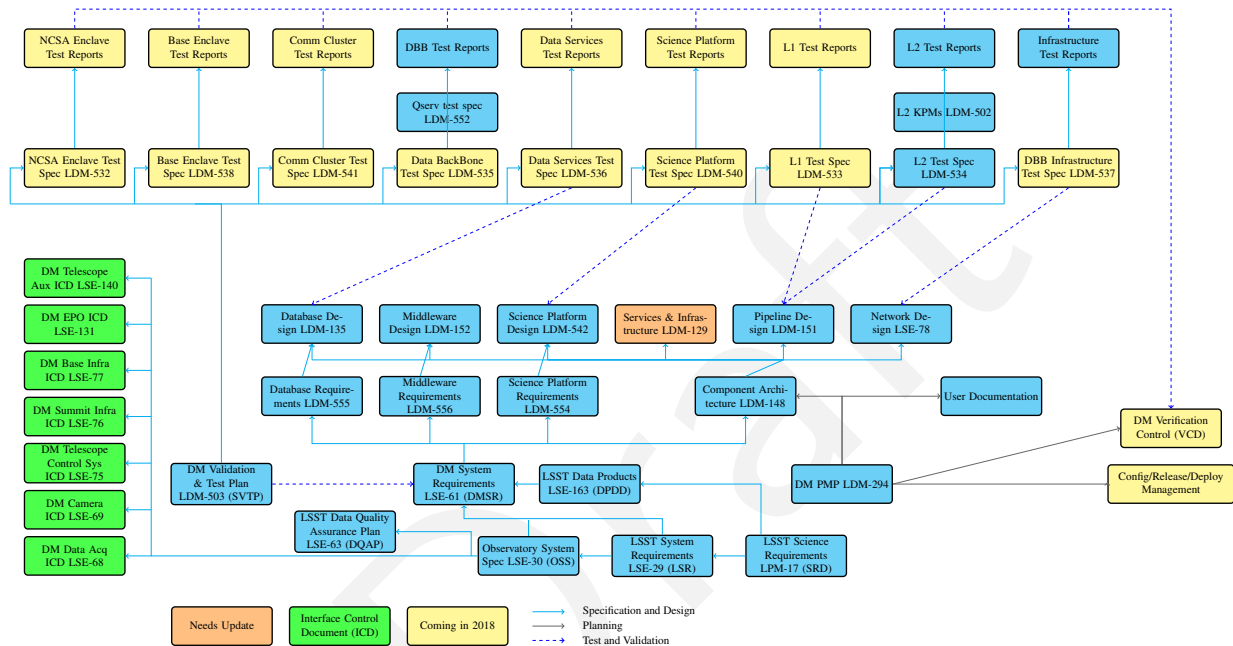 NCSA Enclave
Test Reports
Base Enclave
Test Reports
Comm Cluster
Test Reports
DBB Test Reports
Data Services
Test Reports
Science Platform
Test Reports
L1 Test Reports
L2 Test Reports
Infrastructure
Test Reports
Qserv test spec
LDM-552
L2 KPMs LDM-502
NCSA Enclave Test
Spec LDM-532
Base Enclave Test
Spec LDM-538
Comm Cluster Test
Spec LDM-541
Data BackBone
Test Spec LDM-535
Data Services Test
Spec LDM-536
Science Platform
Test Spec LDM-540
L1 Test Spec
LDM-533
L2 Test Spec
LDM-534
DBB Infrastructure
Test Spec LDM-537
DM Telescope
Aux ICD LSE-140
DM EPO ICD
LSE-131
DM Base Infra
ICD LSE-77
DM Summit Infra
ICD LSE-76
DM Telescope
Control Sys
ICD LSE-75
DM Camera
ICD LSE-69
DM Data Acq
ICD LSE-68
Database De-
sign LDM-135
Middleware
Design LDM-152
Science Platform
Design LDM-542
Services & Infras-
tructure LDM-129
Pipeline De-
sign LDM-151
Network De-
sign LSE-78
Database Require-
ments LDM-555
Middleware
Requirements
LDM-556
Science Platform
Requirements
LDM-554
Component Archi-
tecture LDM-148
User Documentation
DM Verification
Control (VCD)
DM Validation
& Test Plan
LDM-503 (SVTP)
DM System
Requirements
LSE-61 (DMSR)
LSST Data Products
LSE-163 (DPDD)
DM PMP LDM-294
Config/Release/Deploy
Management
LSST Data Quality
Assurance Plan
LSE-63 (DQAP)
Observatory System
Spec LSE-30 (OSS)
LSST System
Requirements
LSE-29 (LSR)
LSST Science
Requirements
LPM-17 (SRD)
Needs Update
Interface Control
Document (ICD)
Coming in 2018
Specification and Design
Planning
Test and Validation
Draft